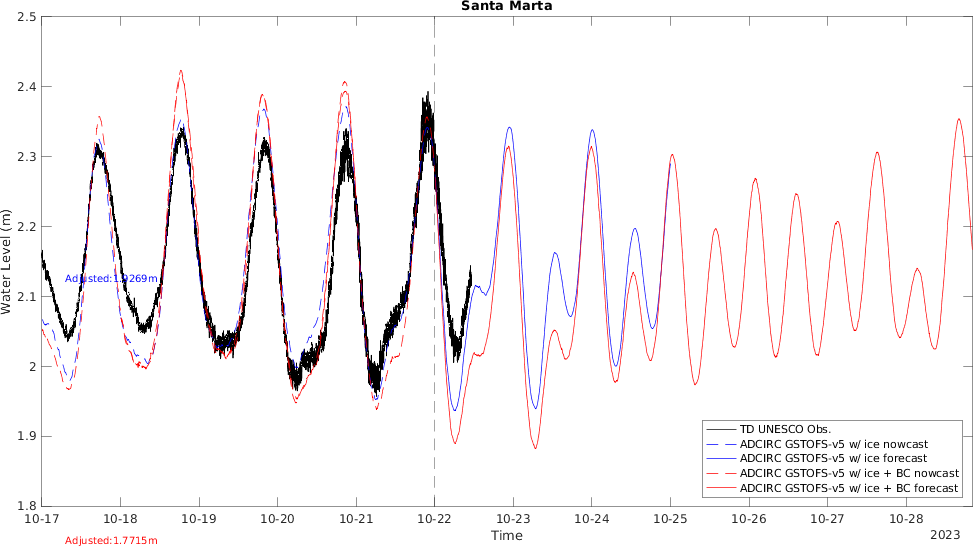 Santa Marta
2.5
2.4
2.3
2.2
2.1
2
1.9
1.8
Water Level (m)
Adjusted:1.9269m
TD UNESCO Obs.
ADCIRC GSTOFS-v5 w/ ice nowcast
ADCIRC GSTOFS-v5 w/ ice forecast
ADCIRC GSTOFS-v5 w/ ice + BC nowcast
ADCIRC GSTOFS-v5 w/ ice + BC forecast
10-17 10-18 10-19 10-20 10-21 10-22 10-23 10-24 10-25 10-26 10-27 10-28
Time
2023
Adjusted:1.7715m